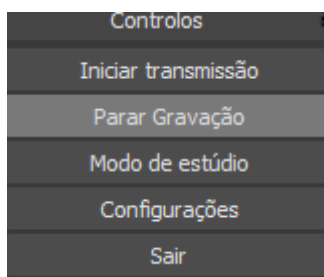 Controlos
Iniciar transmissão
Parar Gravação
Modo de estúdio
Configurações
Sair